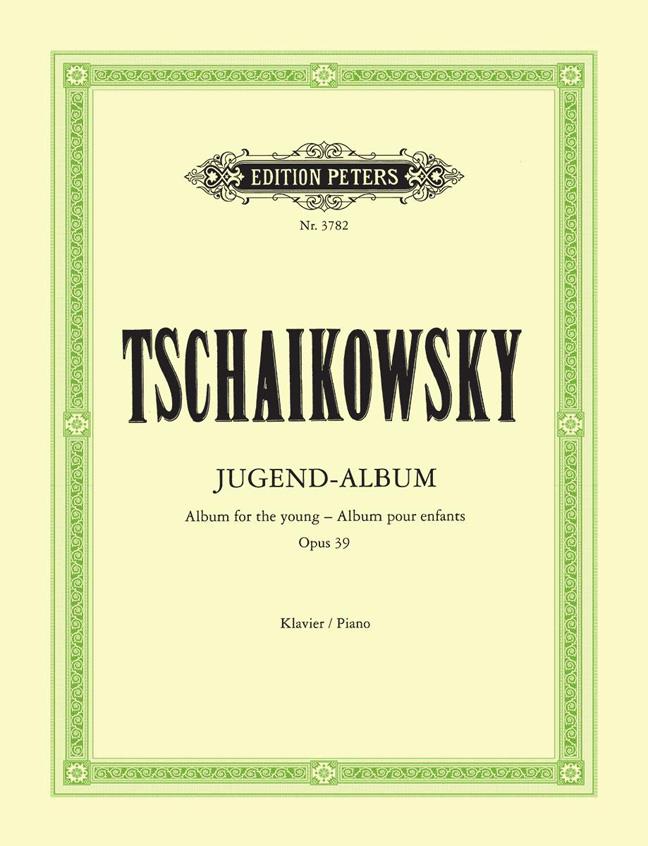 EDITION PETERS
Nr. 3782
TSCHAIKOWSKY
JUGEND-ALBUM
Album for the young – Album pour enfants
Opus 39
Klavier / Piano